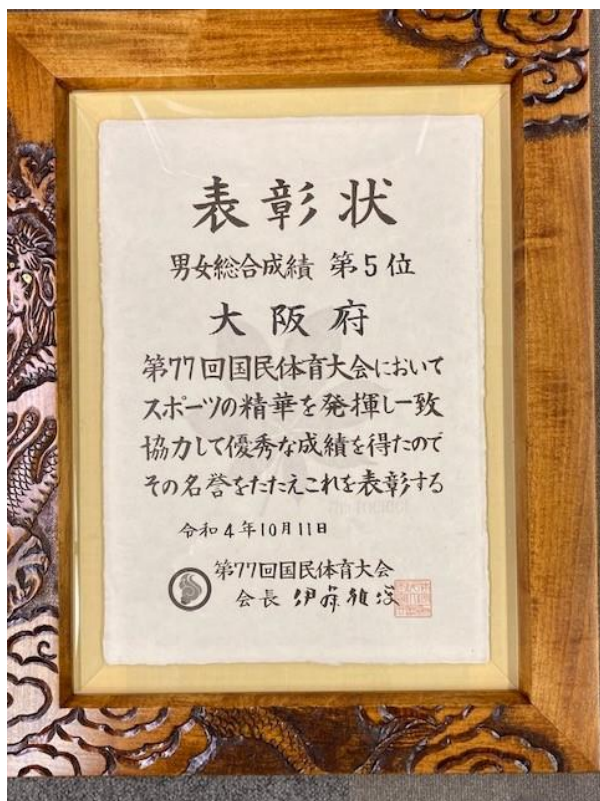 表彰状
男女総合成績 第5位
大阪府
第77回国民体育大会において
スポーツの精華を発揮し一致
協力して優秀な成績を得たので
その名誉をたたえこれを表彰する
令和4年10月11日
第77回国民体育大会
会長 伊藤雅俊